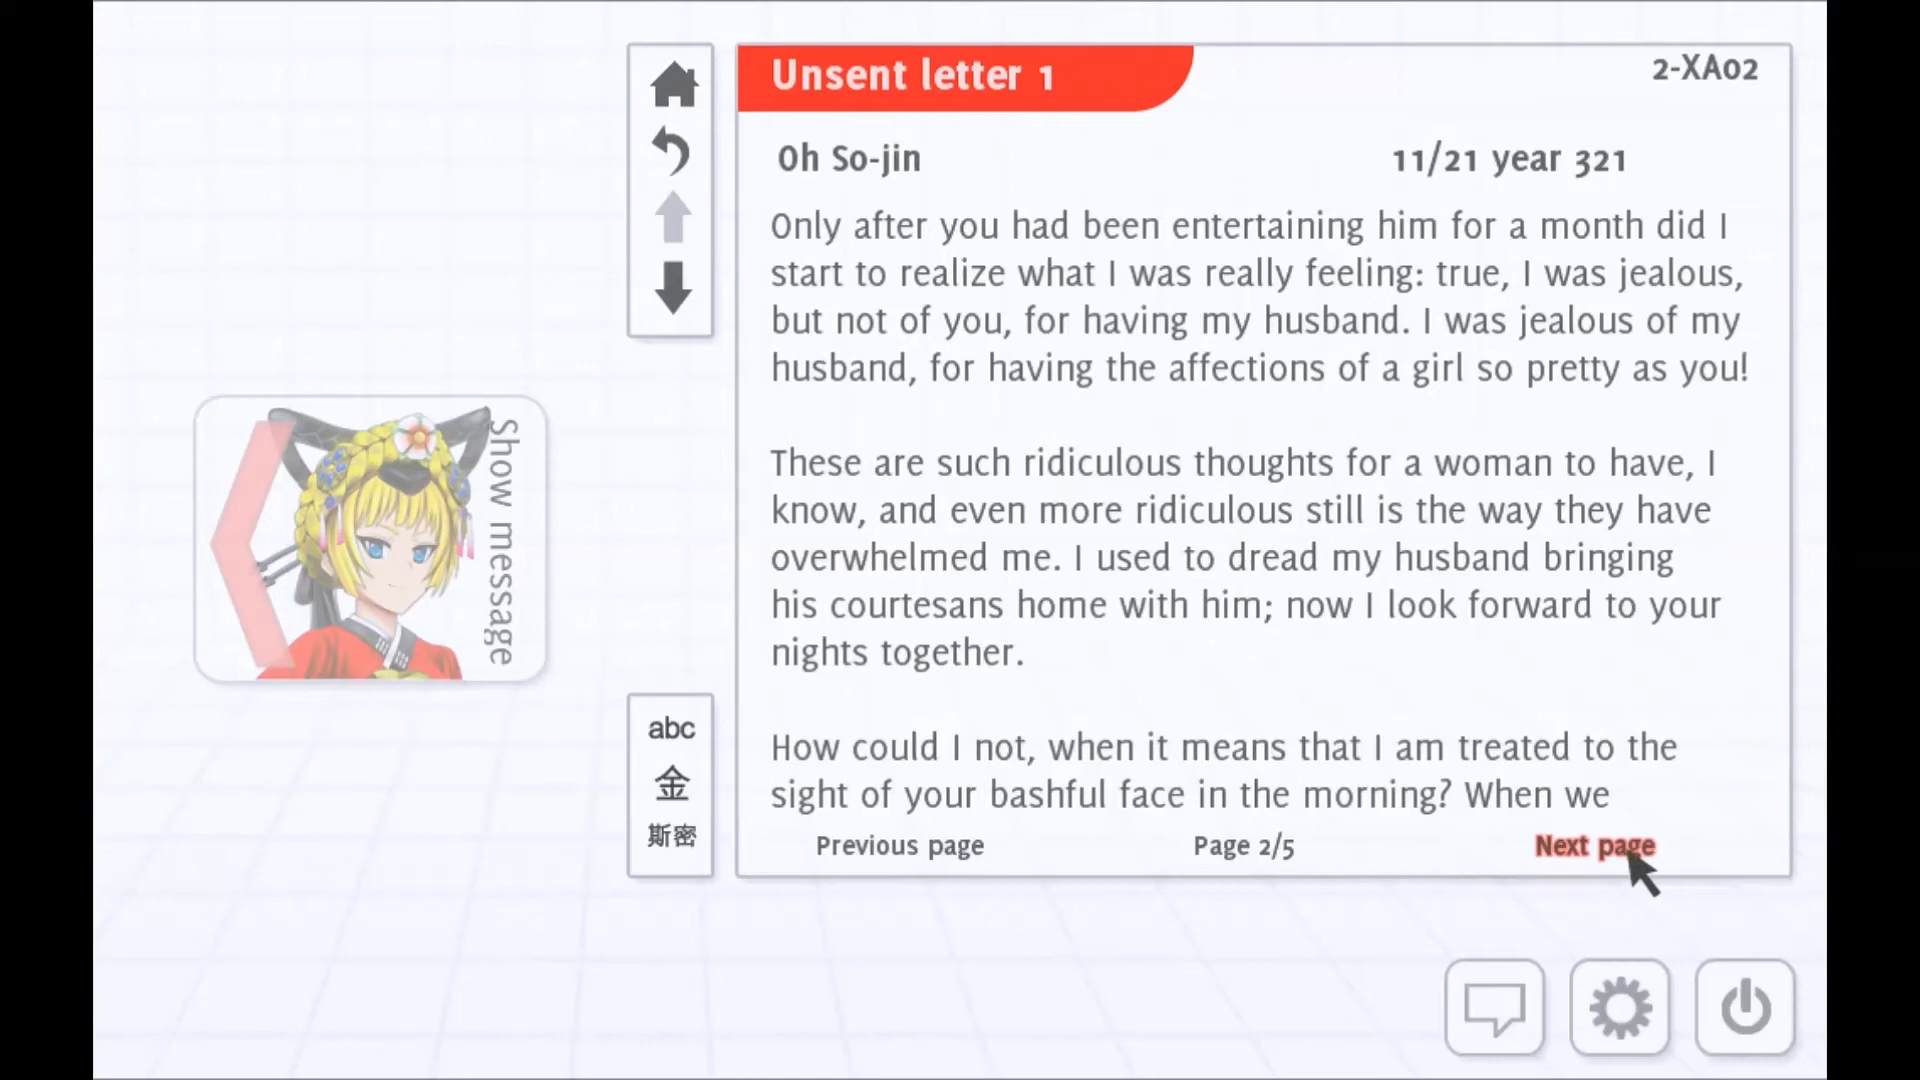 Unsent letter 1
2-XA02
Oh So-jin
11/21 year 321
Only after you had been entertaining him for a month did I
start to realize what I was really feeling: true, I was jealous,
but not of you, for having my husband. I was jealous of my
husband, for having the affections of a girl so pretty as you!
These are such ridiculous thoughts for a woman to have, I
know, and even more ridiculous still is the way they have
overwhelmed me. I used to dread my husband bringing
his courtesans home with him; now I look forward to your
nights together.
How could I not, when it means that I am treated to the
sight of your bashful face in the morning? When we
Previous page
Page 2/5
Next page
Show message
abc
金
斯密